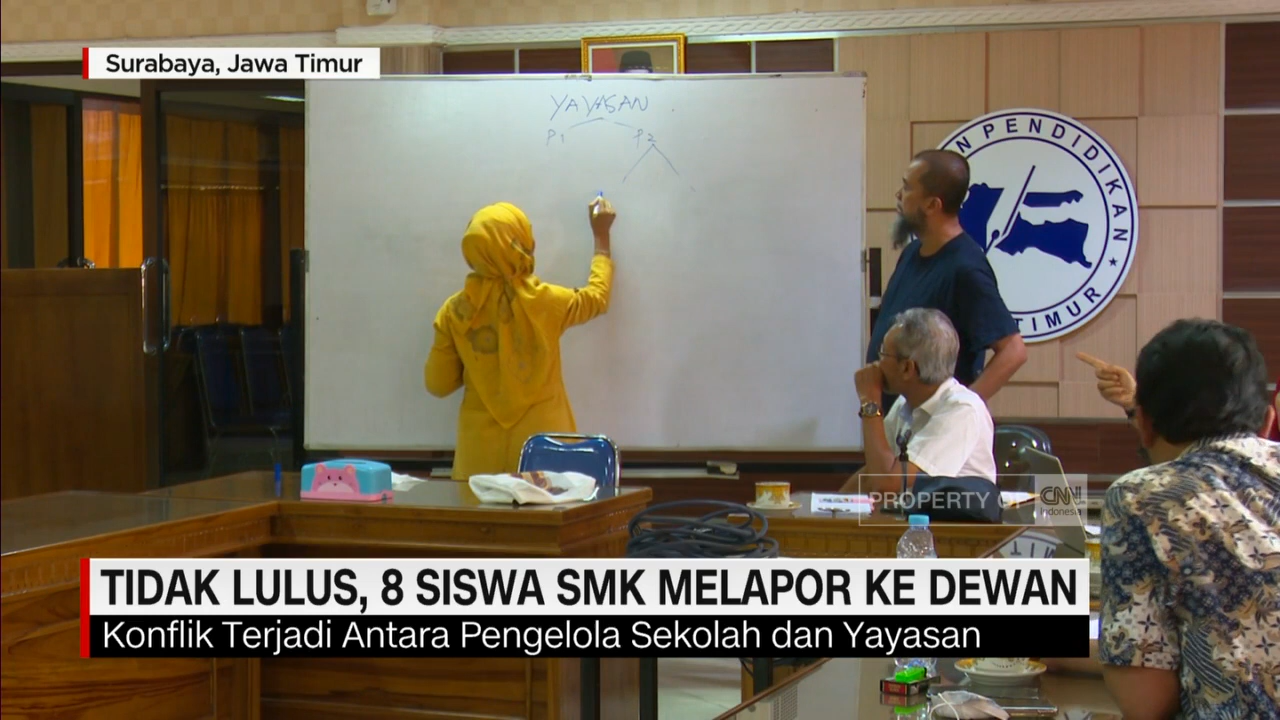 Surabaya, Jawa Timur
YAYASAN
P1 P2
N PENDIDIKAN
TIMUR
PROPERTY OF CNN Indonesia
TIDAK LULUS, 8 SISWA SMK MELAPOR KE DEWAN
Konflik Terjadi Antara Pengelola Sekolah dan Yayasan